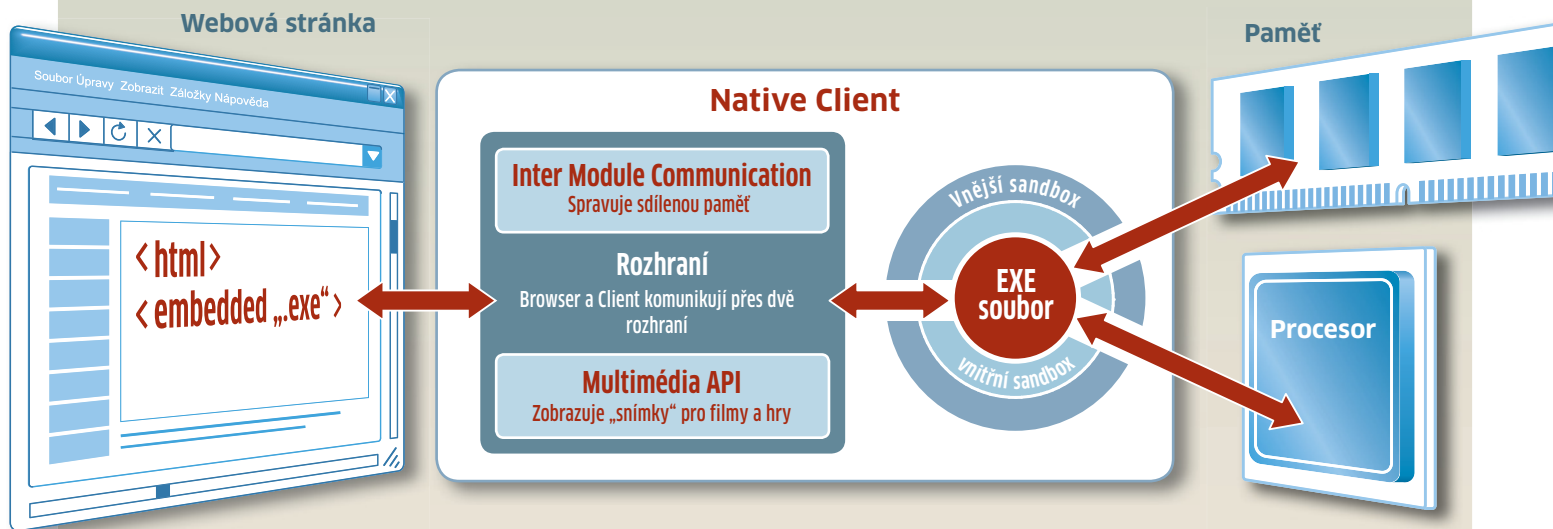 Webová stránka
Soubor Úpravy Zobrazit Záložky Nápověda
<html>
<embedded „.exe“>
Native Client
Inter Module Communication
Spravuje sdílenou paměť
Rozhraní
Browser a Client komunikují přes dvě
rozhraní
Multimédia API
Zobrazuje „snímky“ pro filmy a hry
Vnější sandbox
EXE
soubor
vnitřní sandbox
Paměť
Procesor